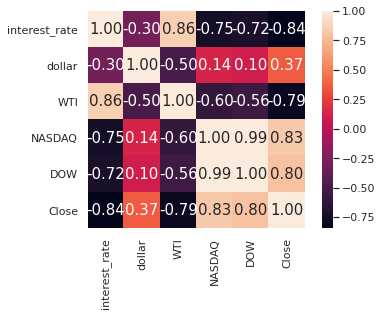 interest_rate 1.00 -0.30 0.86 -0.75 -0.72 -0.84
dollar -0.30 1.00 -0.50 0.14 0.10 0.37
WTI 0.86 -0.50 1.00 -0.60 -0.56 -0.79
NASDAQ -0.75 0.14 -0.60 1.00 0.99 0.83
DOW -0.72 0.10 -0.56 0.99 1.00 0.80
Close -0.84 0.37 -0.79 0.83 0.80 1.00
interest_rate dollar WTI NASDAQ DOW Close
1.00
0.75
0.50
0.25
0.00
−0.25
−0.50
−0.75